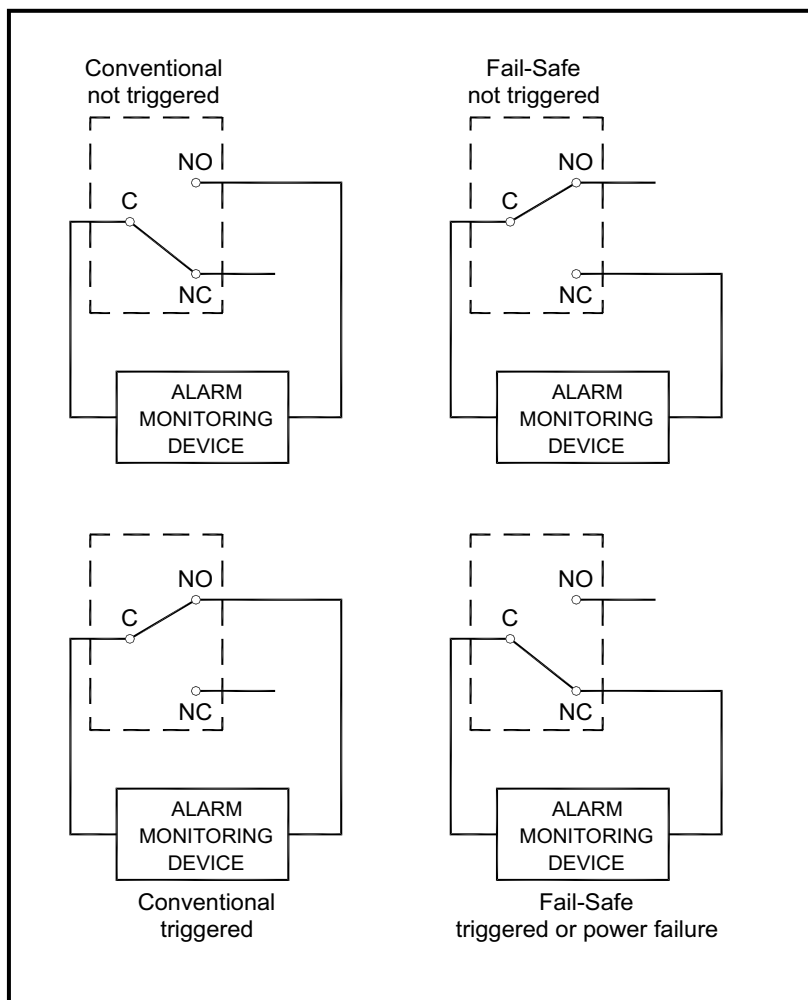 Conventional
not triggered
NO
C
NC
ALARM
MONITORING
DEVICE
Fail-Safe
not triggered
NO
C
NC
ALARM
MONITORING
DEVICE
NO
C
NC
ALARM
MONITORING
DEVICE
Conventional
triggered
NO
C
NC
ALARM
MONITORING
DEVICE
Fail-Safe
triggered or power failure